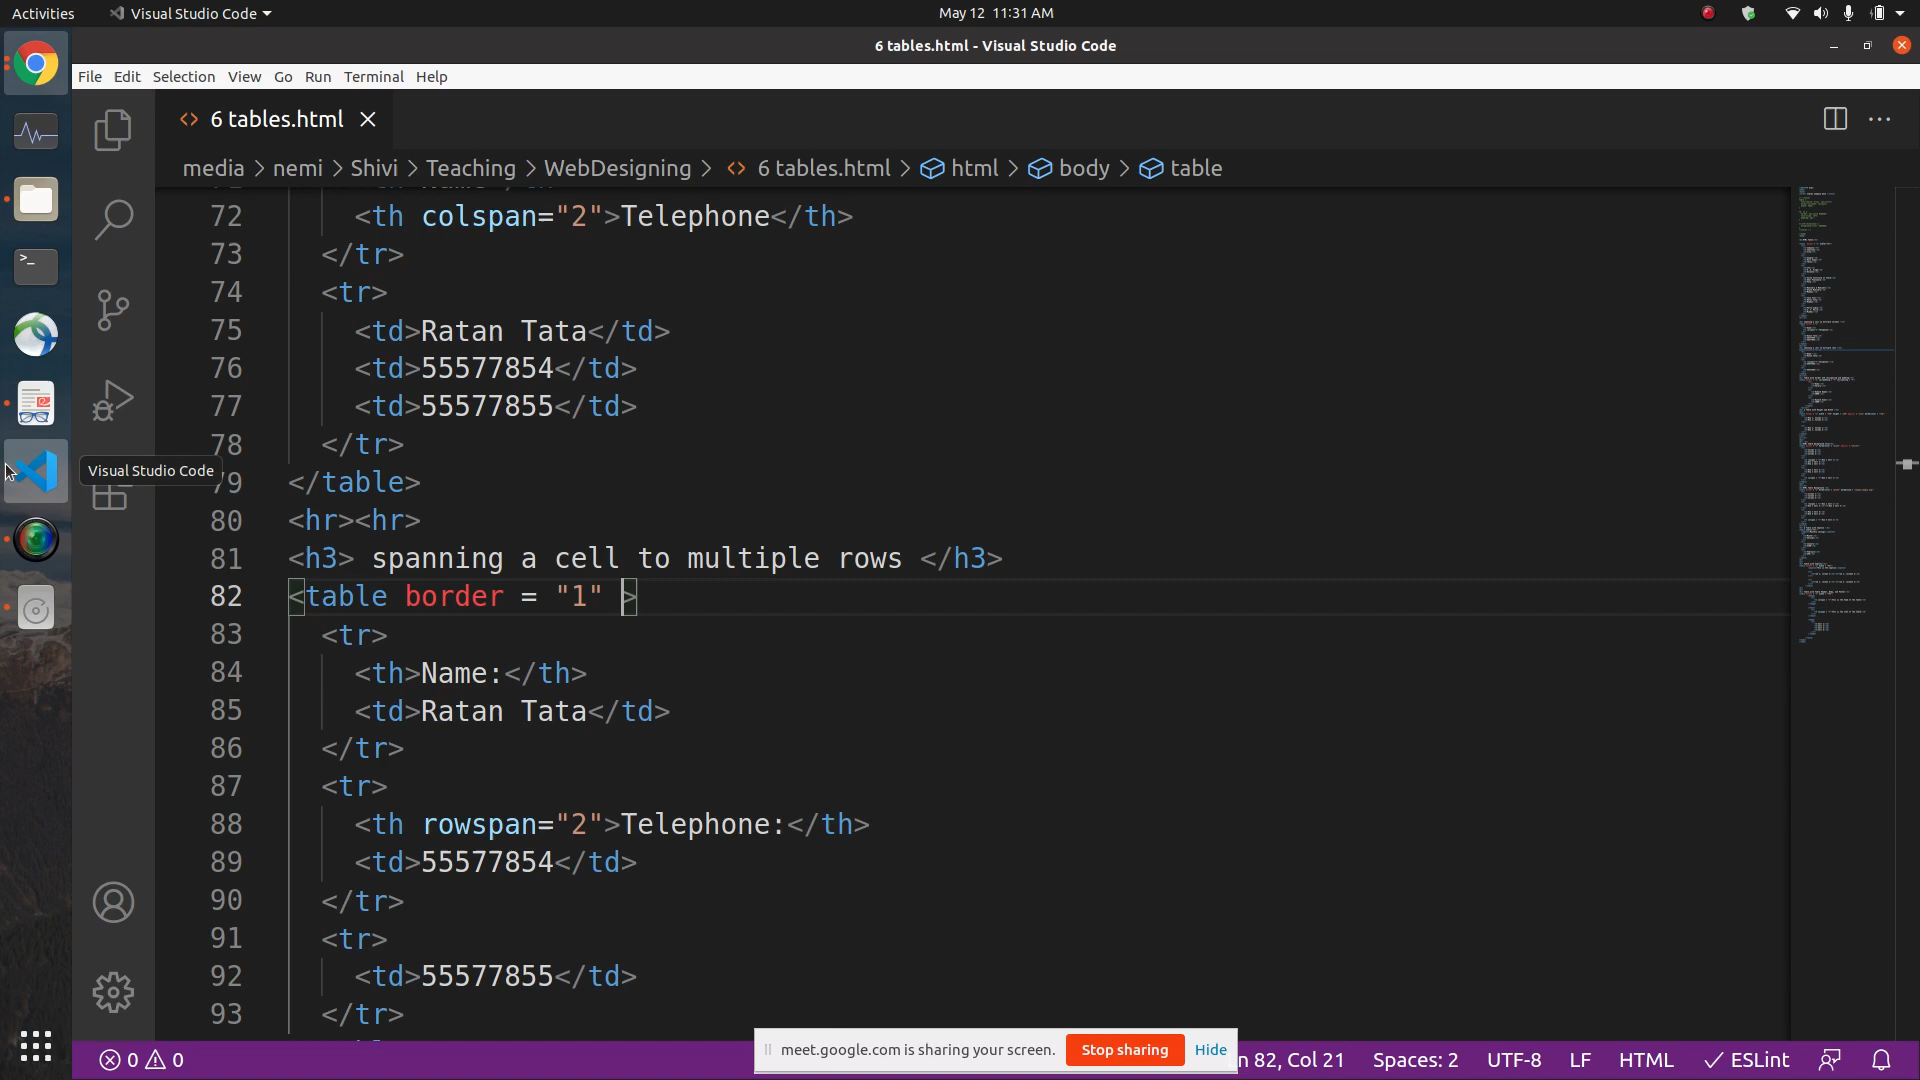 Activities Visual Studio Code May 12 11:31 AM
6 tables.html - Visual Studio Code
File Edit Selection View Go Run Terminal Help
6 tables.html
media > nemi > Shivi > Teaching > WebDesigning > 6 tables.html > html > body > table
72 <th colspan="2">Telephone</th>
73 </tr>
74 <tr>
75 <td>Ratan Tata</td>
76 <td>55577854</td>
77 <td>55577855</td>
78 </tr>
Visual Studio Code
79 </table>
80 <hr><hr>
81 <h3> spanning a cell to multiple rows </h3>
82 <table border = "1" >
83 <tr>
84 <th>Name:</th>
85 <td>Ratan Tata</td>
86 </tr>
87 <tr>
88 <th rowspan="2">Telephone:</th>
89 <td>55577854</td>
90 </tr>
91 <tr>
92 <td>55577855</td>
93 </tr>
meet.google.com is sharing your screen. Stop sharing Hide
0 0 82, Col 21 Spaces: 2 UTF-8 LF HTML ESLint